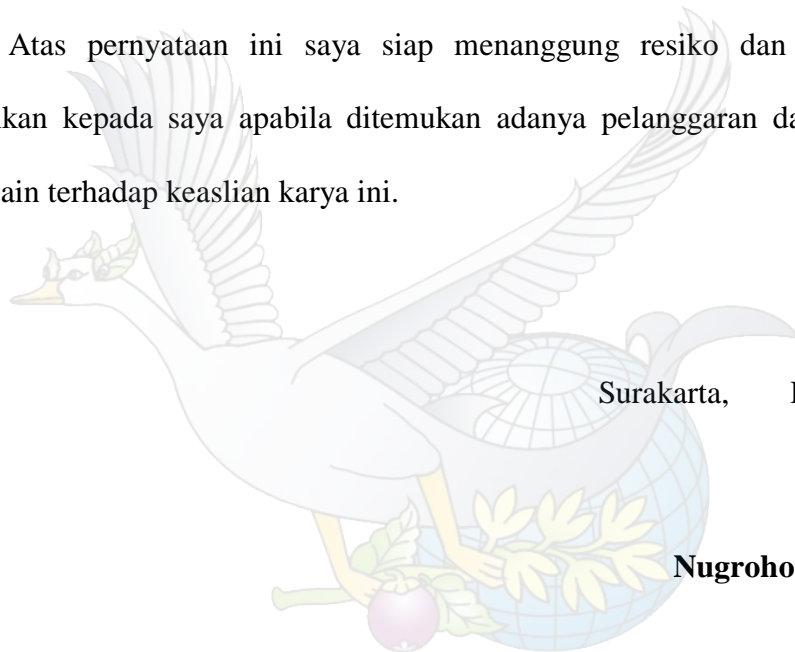 Atas pernyataan ini saya siap menanggung resiko dan
kan kepada saya apabila ditemukan adanya pelanggaran da
ain terhadap keaslian karya ini.
Surakarta,
Nugroho